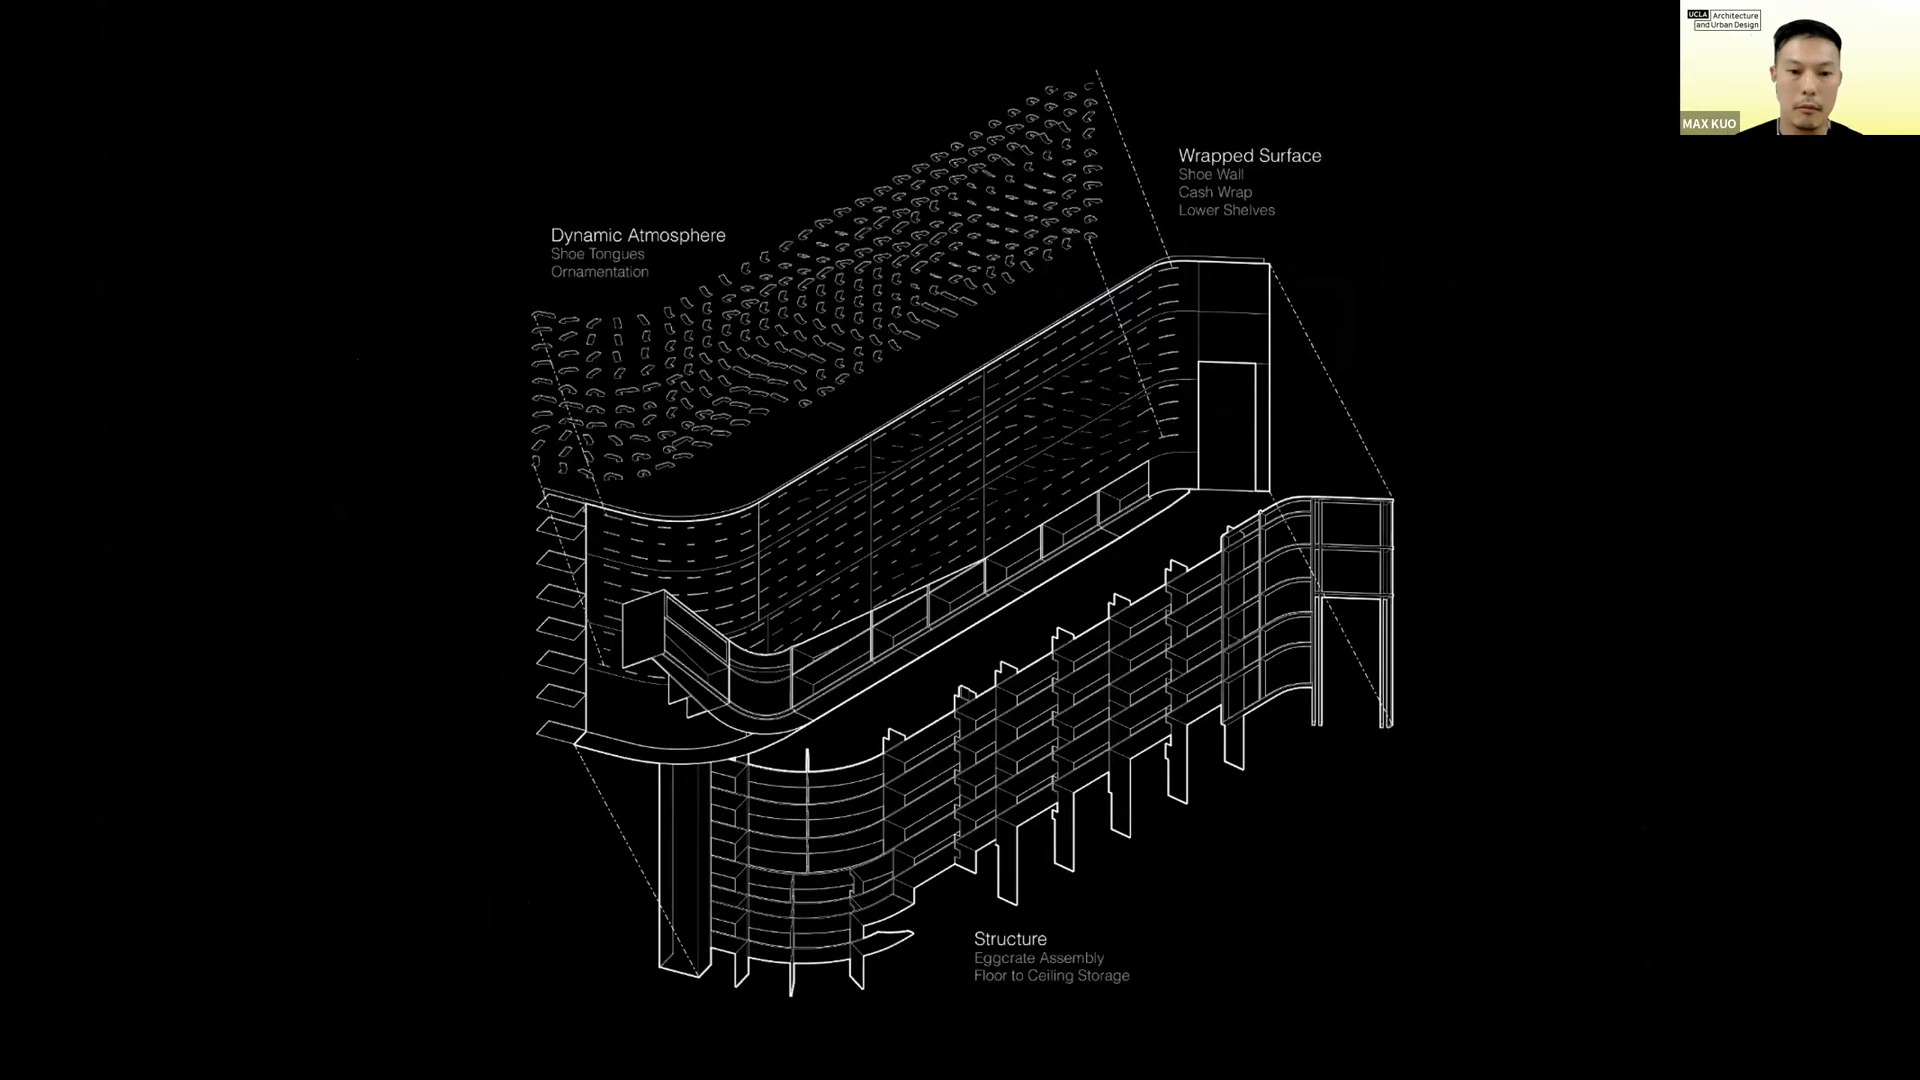 UCLA Architecture
and Urban Design
MAX KUO
Wrapped Surface
Shoe Wall
Cash Wrap
Lower Shelves
Dynamic Atmosphere
Shoe Tongues
Ornamentation
Structure
Eggcrate Assembly
Floor to Ceiling Storage